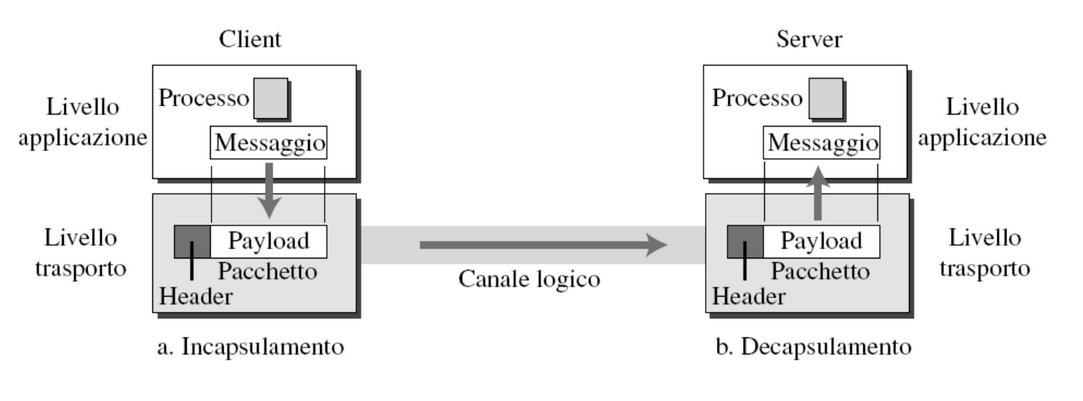 Client
Server
Livello
applicazione
Processo
Messaggio
Processo
Messaggio
Livello
applicazione
Livello
trasporto
Payload
Pacchetto
Header
Canale logico
Payload
Pacchetto
Header
Livello
trasporto
a. Incapsulamento
b. Decapsulamento